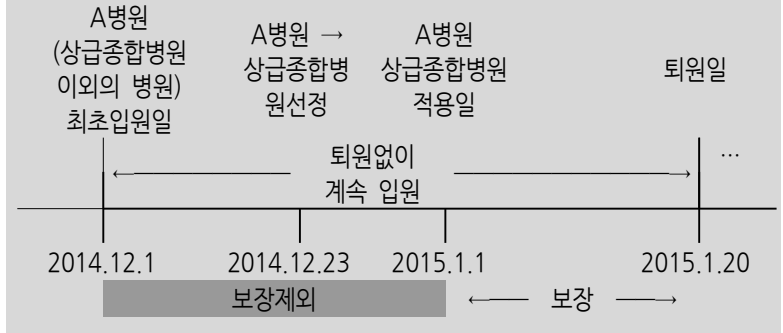 A병원
(상급종합병원
이외의 병원)
최초입원일
A병원 →
상급종합병
원선정
A병원
상급종합병원
적용일
퇴원일
퇴원없이
계속 입원
…
2014.12.1
2014.12.23
2015.1.1
2015.1.20
보장제외
보장